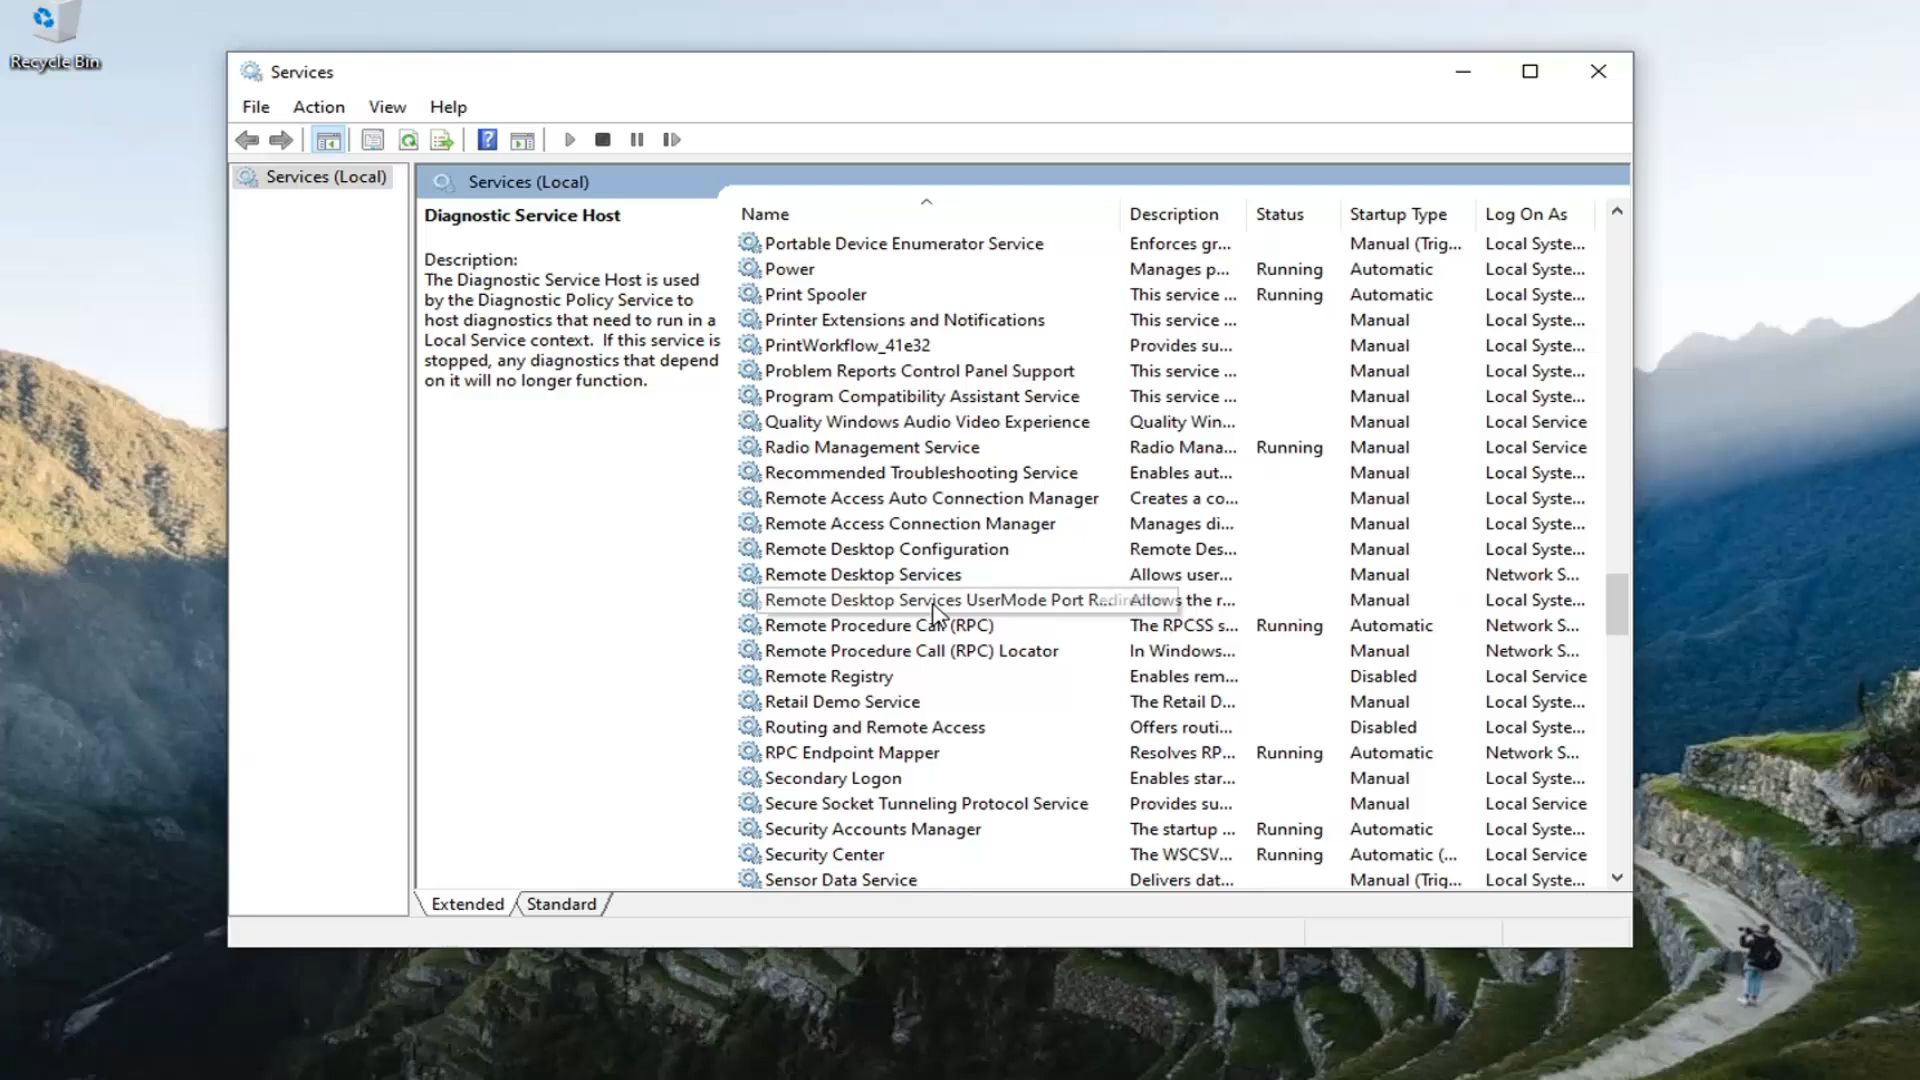 Recycle Bin
Services
File Action View Help
Services (Local)
Services (Local)
Diagnostic Service Host
Description:
The Diagnostic Service Host is used
by the Diagnostic Policy Service to
host diagnostics that need to run in a
Local Service context. If this service is
stopped, any diagnostics that depend
on it will no longer function.
Name Description Status Startup Type Log On As
Portable Device Enumerator Service Enforces gr... Manual (Trig... Local Syste...
Power Manages p... Running Automatic Local Syste...
Print Spooler This service ... Running Automatic Local Syste...
Printer Extensions and Notifications This service ... Manual Local Syste...
PrintWorkflow_41e32 Provides su... Manual Local Syste...
Problem Reports Control Panel Support This service ... Manual Local Syste...
Program Compatibility Assistant Service This service ... Manual Local Syste...
Quality Windows Audio Video Experience Quality Win... Manual Local Service
Radio Management Service Radio Mana... Running Manual Local Service
Recommended Troubleshooting Service Enables aut... Manual Local Syste...
Remote Access Auto Connection Manager Creates a co... Manual Local Syste...
Remote Access Connection Manager Manages di... Manual Local Syste...
Remote Desktop Configuration Remote Des... Manual Local Syste...
Remote Desktop Services Allows user... Manual Network S...
Remote Desktop Services UserMode Port Redirector Allows the r... Manual Local Syste...
Remote Procedure Call (RPC) The RPCSS s... Running Automatic Network S...
Remote Procedure Call (RPC) Locator In Windows... Manual Network S...
Remote Registry Enables rem... Disabled Local Service
Retail Demo Service The Retail D... Manual Local Syste...
Routing and Remote Access Offers routi... Disabled Local Syste...
RPC Endpoint Mapper Resolves RP... Running Automatic Network S...
Secondary Logon Enables star... Manual Local Syste...
Secure Socket Tunneling Protocol Service Provides su... Manual Local Service
Security Accounts Manager The startup ... Running Automatic Local Syste...
Security Center The WSCSV... Running Automatic (... Local Service
Sensor Data Service Delivers dat... Manual (Trig... Local Syste...
Extended Standard